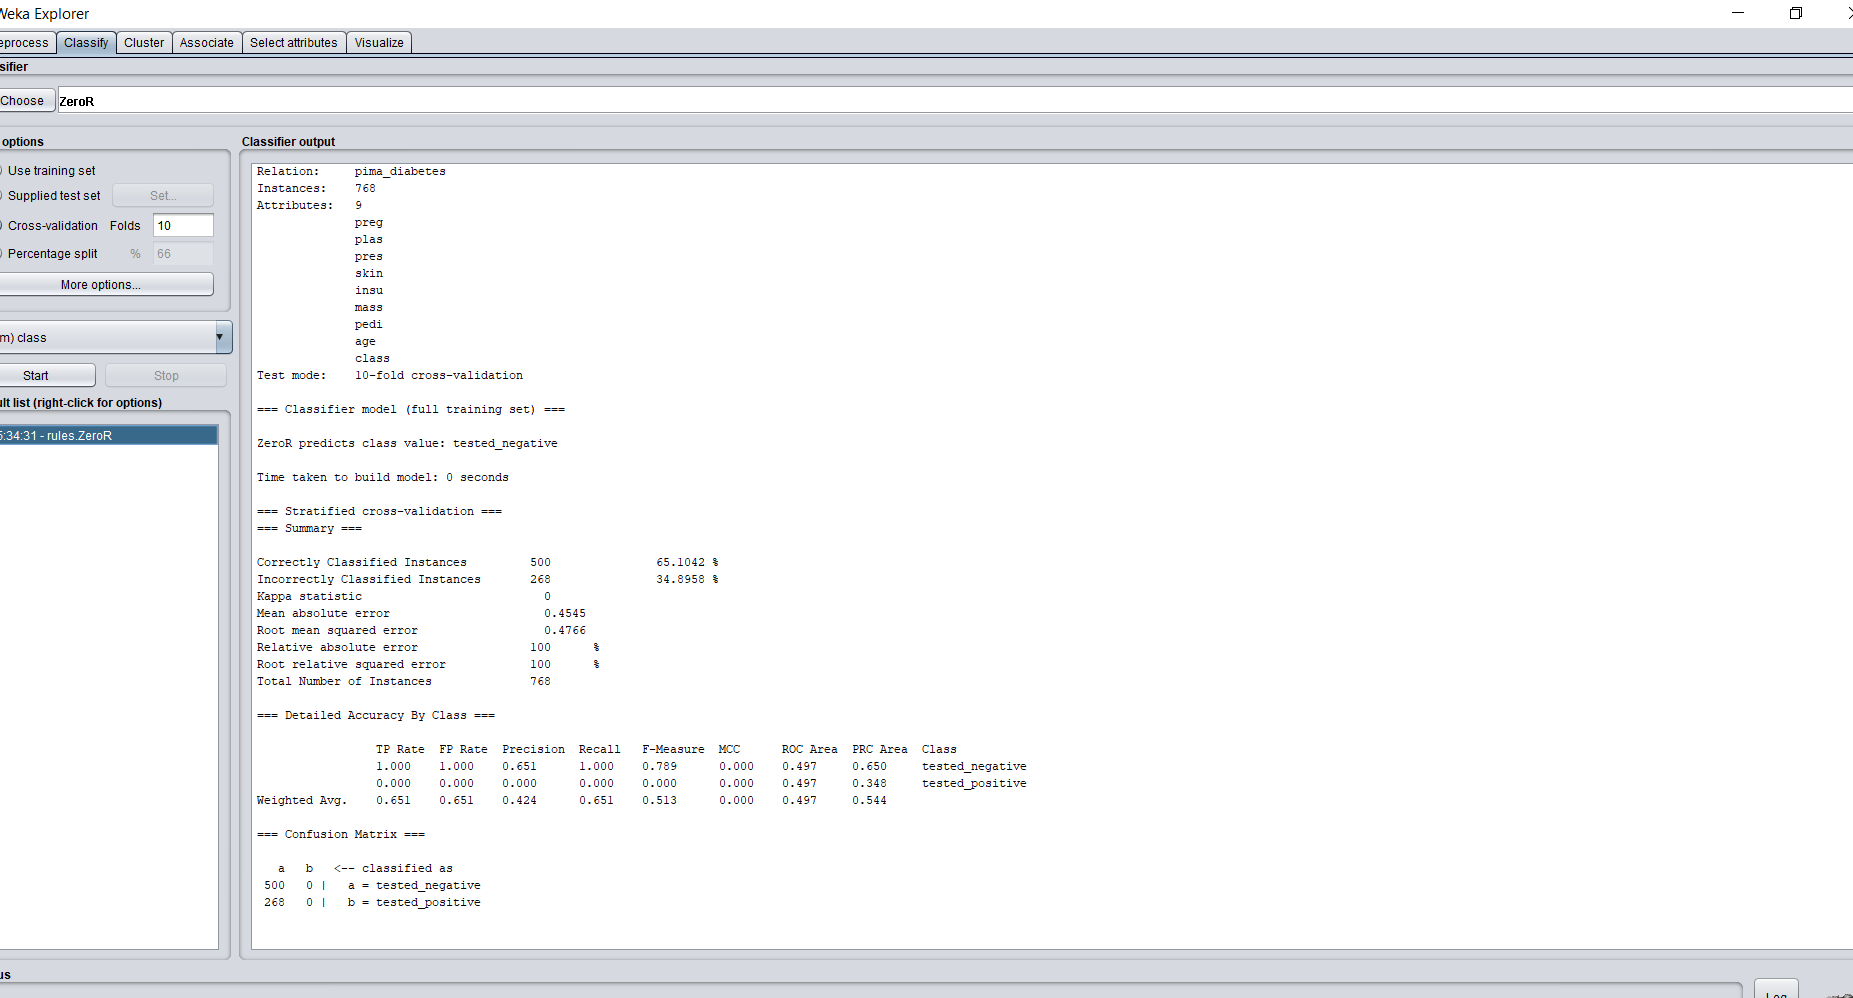 Weka Explorer
eprocess Classify Cluster Associate Select attributes Visualize
sifier
Choose ZeroR
options
Use training set
Supplied test set Set...
Cross-validation Folds 10
Percentage split % 66
More options...
m) class
Start Stop
ult list (right-click for options)
5:34:31 - rules.ZeroR
Classifier output
Relation: pima_diabetes
Instances: 768
Attributes: 9
preg
plas
pres
skin
insu
mass
pedi
age
class
Test mode: 10-fold cross-validation
=== Classifier model (full training set) ===
ZeroR predicts class value: tested_negative
Time taken to build model: 0 seconds
=== Stratified cross-validation ===
=== Summary ===
Correctly Classified Instances 500 65.1042 %
Incorrectly Classified Instances 268 34.8958 %
Kappa statistic 0
Mean absolute error 0.4545
Root mean squared error 0.4766
Relative absolute error 100 %
Root relative squared error 100 %
Total Number of Instances 768
=== Detailed Accuracy By Class ===
TP Rate FP Rate Precision Recall F-Measure MCC ROC Area PRC Area Class
1.000 1.000 0.651 1.000 0.789 0.000 0.497 0.650 tested_negative
0.000 0.000 0.000 0.000 0.000 0.000 0.497 0.348 tested_positive
Weighted Avg. 0.651 0.651 0.424 0.651 0.513 0.000 0.497 0.544
=== Confusion Matrix ===
a b <-- classified as
500 0 | a = tested_negative
268 0 | b = tested_positive
us
Log